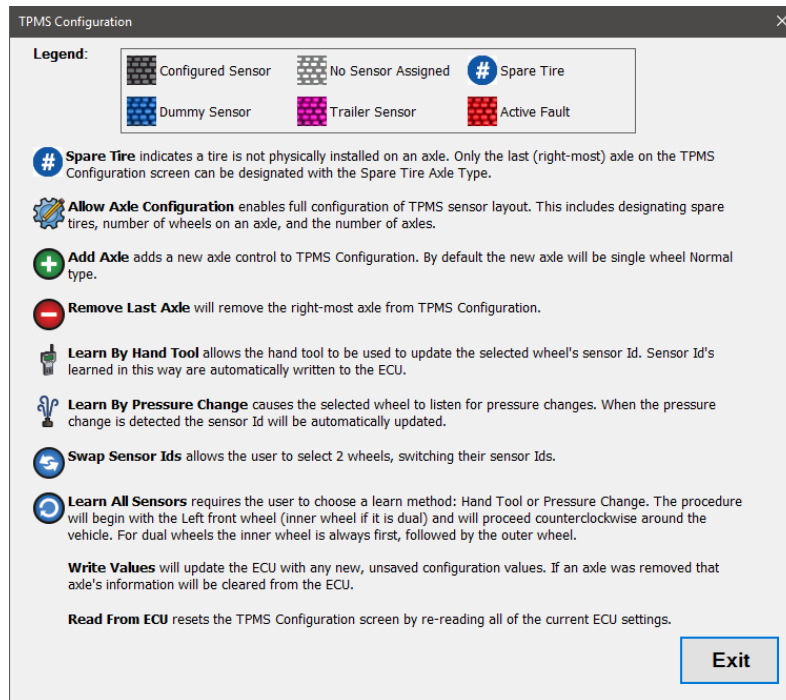 TPMS Configuration
Legend:
Configured Sensor
No Sensor Assigned
# Spare Tire
Dummy Sensor
Trailer Sensor
Active Fault
# Spare Tire indicates a tire is not physically installed on an axle. Only the last (right-most) axle on the TPMS
Configuration screen can be designated with the Spare Tire Axle Type.
Allow Axle Configuration enables full configuration of TPMS sensor layout. This includes designating spare
tires, number of wheels on an axle, and the number of axles.
Add Axle adds a new axle control to TPMS Configuration. By default the new axle will be single wheel Normal
type.
Remove Last Axle will remove the right-most axle from TPMS Configuration.
Learn By Hand Tool allows the hand tool to be used to update the selected wheel's sensor Id. Sensor Id's
learned in this way are automatically written to the ECU.
Learn By Pressure Change causes the selected wheel to listen for pressure changes. When the pressure
change is detected the sensor Id will be automatically updated.
Swap Sensor Ids allows the user to select 2 wheels, switching their sensor Ids.
Learn All Sensors requires the user to choose a learn method: Hand Tool or Pressure Change. The procedure
will begin with the Left front wheel (inner wheel if it is dual) and will proceed counterclockwise around the
vehicle. For dual wheels the inner wheel is always first, followed by the outer wheel.
Write Values will update the ECU with any new, unsaved configuration values. If an axle was removed that
axle's information will be cleared from the ECU.
Read From ECU resets the TPMS Configuration screen by re-reading all of the current ECU settings.
Exit